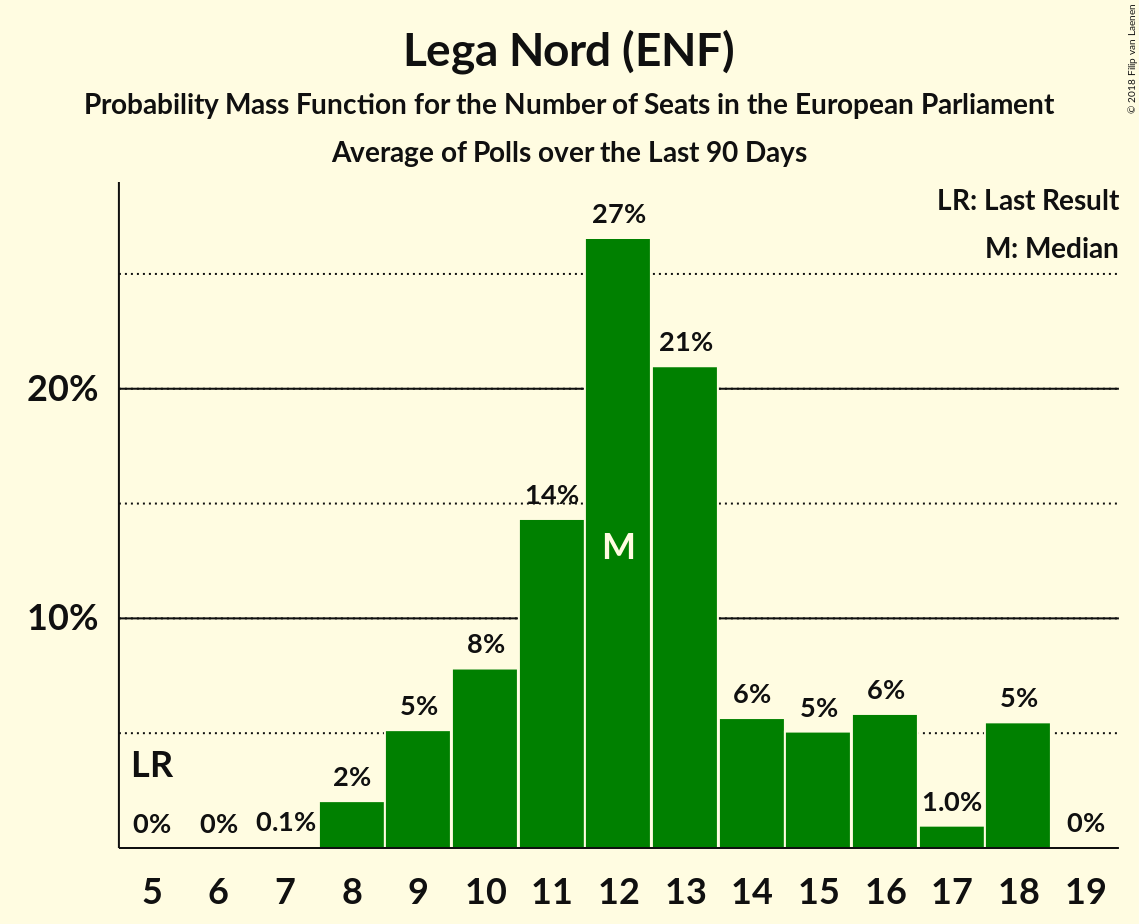 Lega Nord (ENF)
Probability Mass Function for the Number of Seats in the European Parliament
Average of Polls over the Last 90 Days
© 2018 Filip van Laenen
LR: Last Result
M: Median
27%
21%
20%
14%
M
10%
8%
6%
6%
5%
5%
5%
LR
2%
1.0%
0%
0%
0.1%
0%
5 6 7 8 9 10 11 12 13 14 15 16 17 18 19